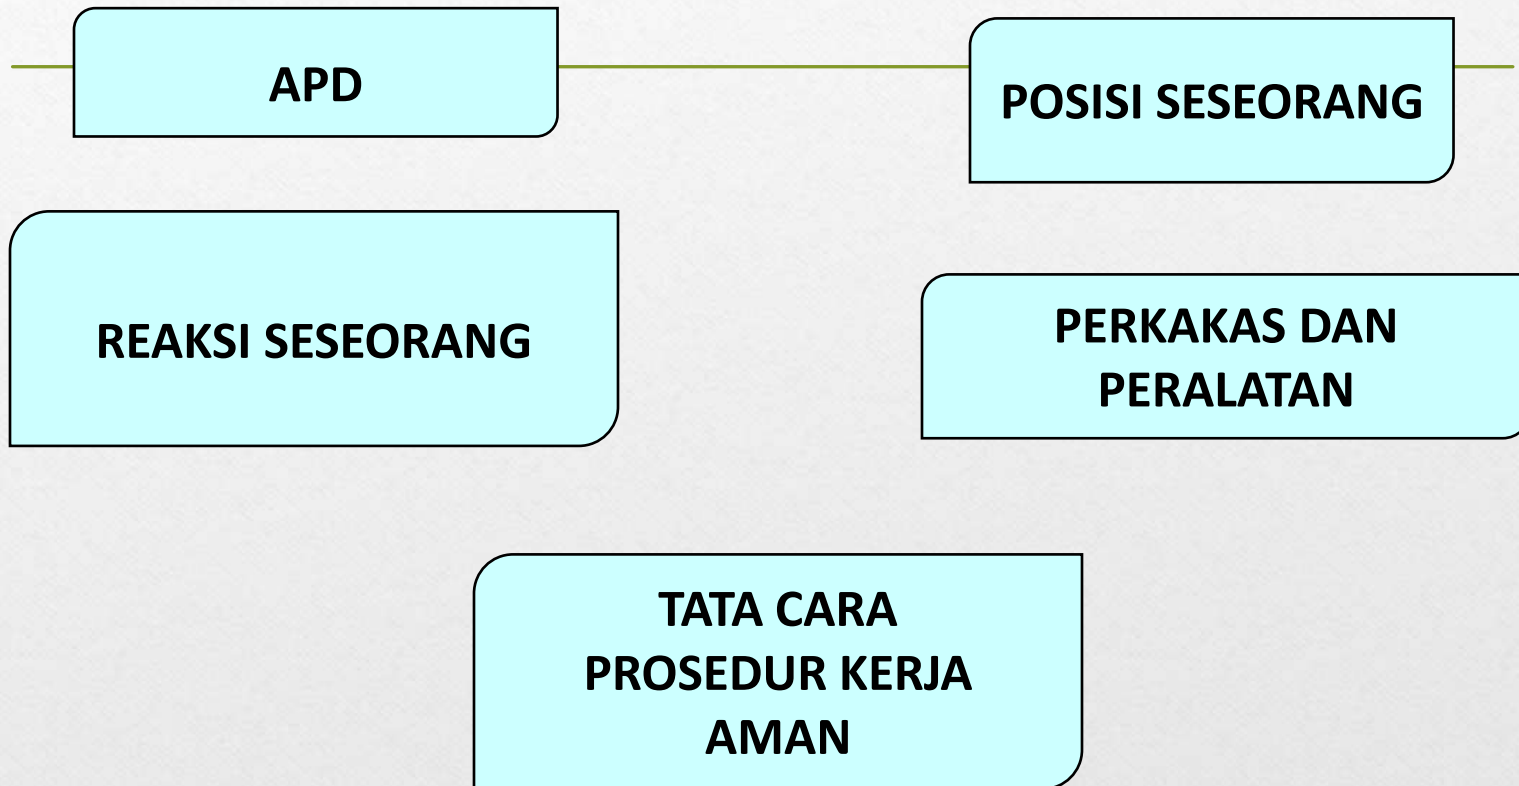 APD
POSISI SESEORANG
REAKSI SESEORANG
PERKAKAS DAN
PERALATAN
TATA CARA
PROSEDUR KERJA
AMAN